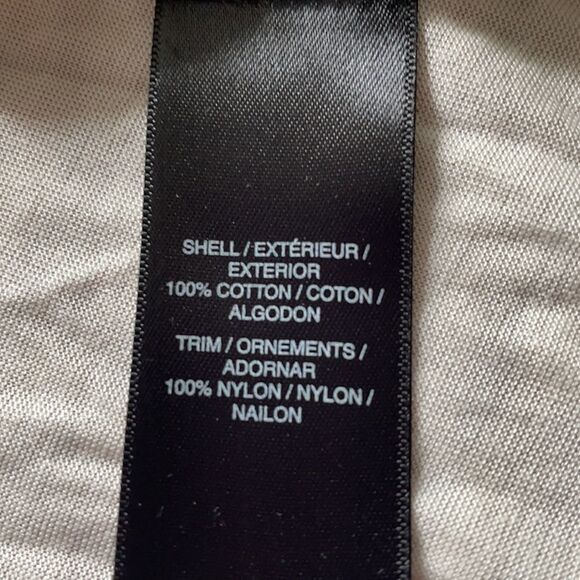 SHELL / EXTÉRIEUR /
EXTERIOR
100% COTTON / COTON /
ALGODON
TRIM / ORNEMENTS /
ADORNAR
100% NYLON / NYLON /
NAILON